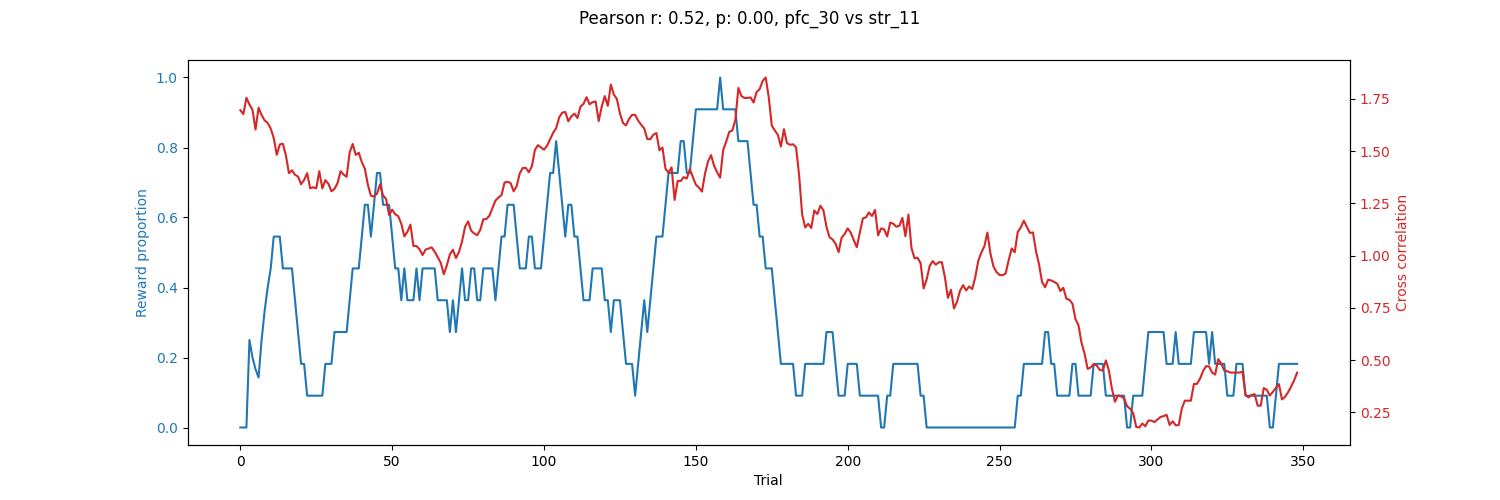 Pearson r: 0.52, p: 0.00, pfc_30 vs str_11
1.0
0.8
0.6
0.4
0.2
0.0
Reward proportion
1.75
1.50
1.25
1.00
0.75
0.50
0.25
Cross correlation
0 50 100 150 200 250 300 350
Trial